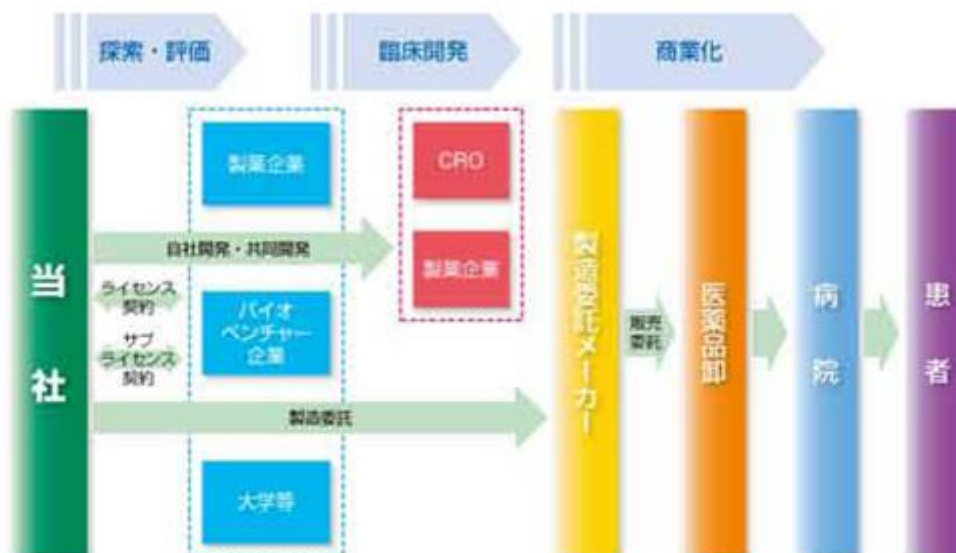 探索・評価
臨床開発
商業化
当社
製薬企業
CRO
自社開発・共同開発
製薬企業
ライセンス
契約
バイオ
ベンチャー
企業
サブ
ライセンス
契約
製造委託
大学等
製造委託メーカー
販売
委託
医薬品卸
病院
患者